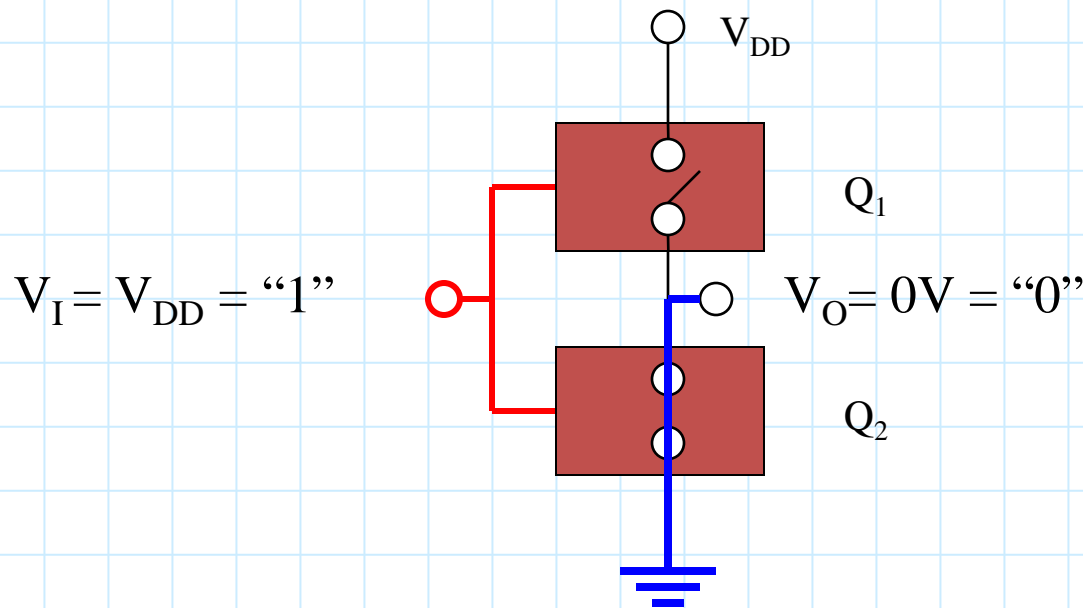 VDD
Q1
VI = VDD = “1”
VO= 0V = “0”
Q2